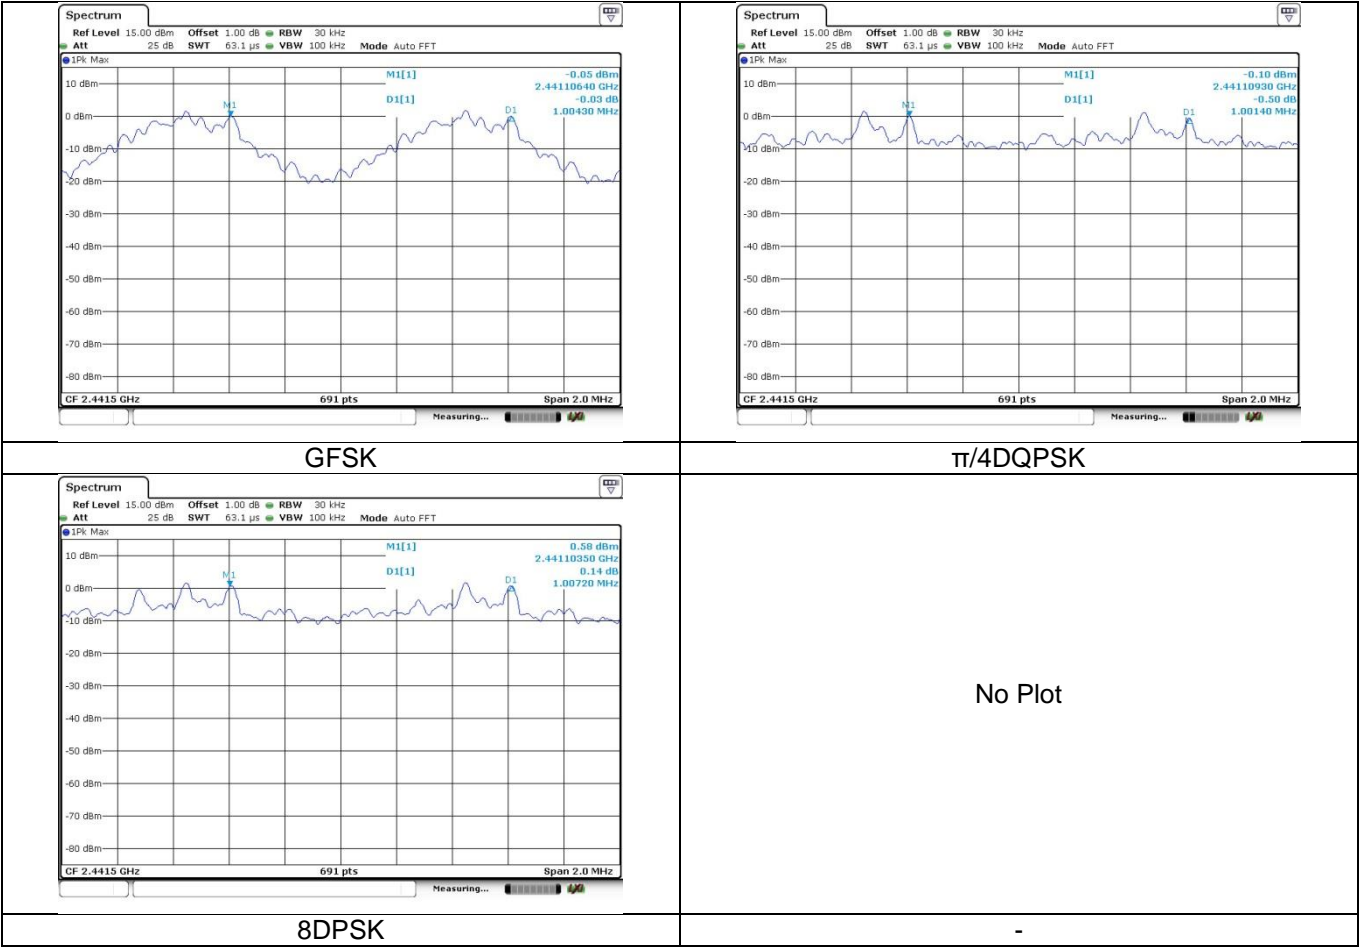 Spectrum
Ref Level 15.00 dBm Offset 1.00 dB RBW 30 kHz
Att 25 dB SWT 63.1 µs VBW 100 kHz Mode Auto FFT
1Pk Max
M1[1] -0.05 dBm
2.44110640 GHz
D1[1] -0.03 dB
1.00430 MHz
10 dBm
M1
D1
0 dBm
-10 dBm
-20 dBm
-30 dBm
-40 dBm
-50 dBm
-60 dBm
-70 dBm
-80 dBm
CF 2.4415 GHz 691 pts Span 2.0 MHz
Measuring...
GFSK
Spectrum
Ref Level 15.00 dBm Offset 1.00 dB RBW 30 kHz
Att 25 dB SWT 63.1 µs VBW 100 kHz Mode Auto FFT
1Pk Max
M1[1] -0.10 dBm
2.44110930 GHz
D1[1] -0.50 dB
1.00140 MHz
10 dBm
M1
D1
0 dBm
-10 dBm
-20 dBm
-30 dBm
-40 dBm
-50 dBm
-60 dBm
-70 dBm
-80 dBm
CF 2.4415 GHz 691 pts Span 2.0 MHz
Measuring...
π/4DQPSK
Spectrum
Ref Level 15.00 dBm Offset 1.00 dB RBW 30 kHz
Att 25 dB SWT 63.1 µs VBW 100 kHz Mode Auto FFT
1Pk Max
M1[1] 0.58 dBm
2.44110350 GHz
D1[1] 0.14 dB
1.00720 MHz
10 dBm
M1
D1
0 dBm
-10 dBm
-20 dBm
-30 dBm
-40 dBm
-50 dBm
-60 dBm
-70 dBm
-80 dBm
CF 2.4415 GHz 691 pts Span 2.0 MHz
Measuring...
8DPSK
No Plot
-